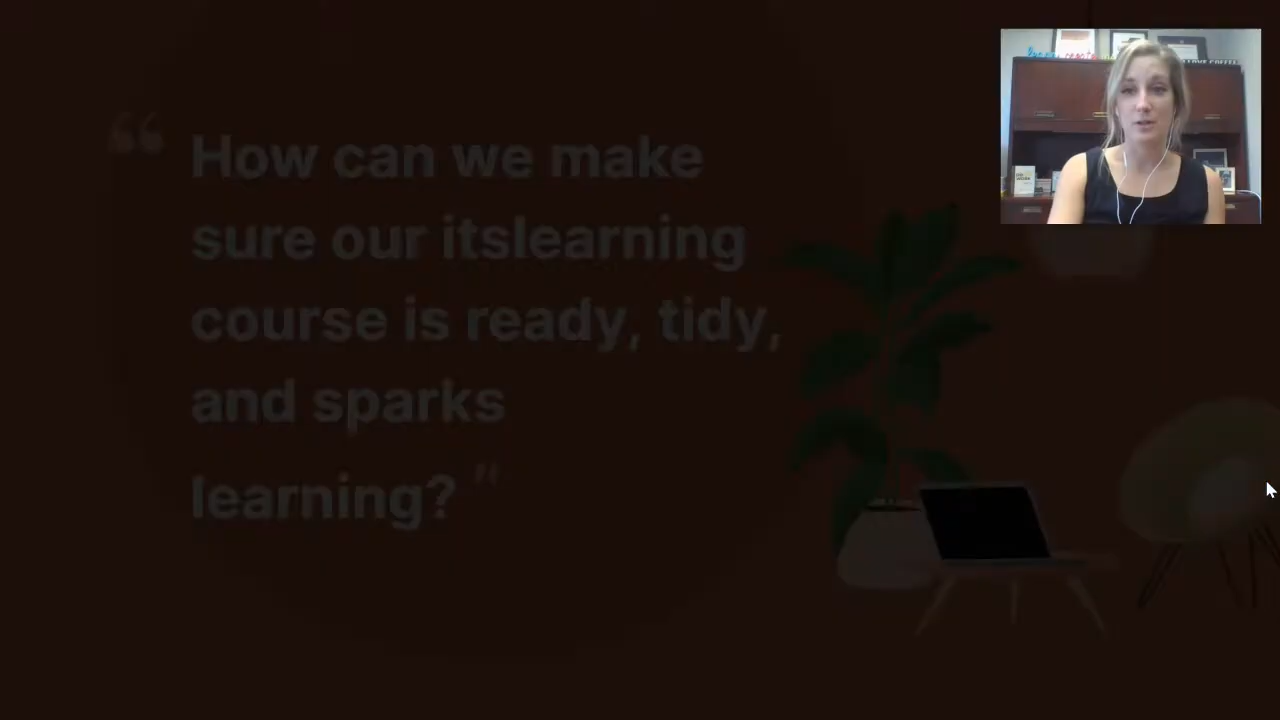 “ How can we make
sure our itslearning
course is ready, tidy,
and sparks
learning? "